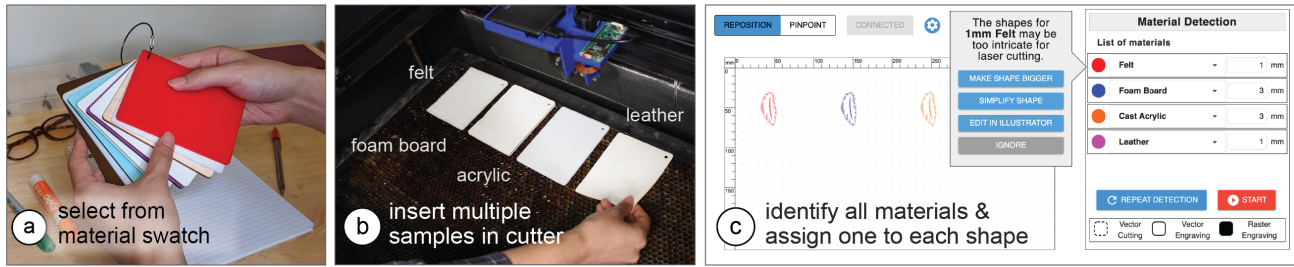 a
select from
material swatch
felt
leather
foam board
acrylic
b
insert multiple
samples in cutter
REPOSITION PINPOINT CONNECTED
mm 0 50 100 150 200 250
0
50
100
150
The shapes for
1mm Felt may be
too intricate for
laser cutting.
MAKE SHAPE BIGGER
SIMPLIFY SHAPE
EDIT IN ILLUSTRATOR
IGNORE
Material Detection
List of materials
Felt 1 mm
Foam Board 3 mm
Cast Acrylic 3 mm
Leather 1 mm
REPEAT DETECTION START
Vector
Cutting
Vector
Engraving
Raster
Engraving
c
identify all materials &
assign one to each shape